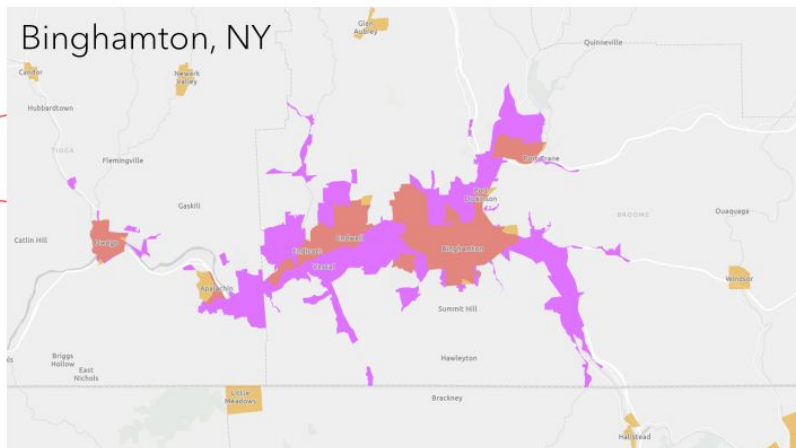 Binghamton, NY
Glen
Aubrey
Quinneville
Candor
Newark
Valley
Hubbardtown
TIOGA
Flemingville
Port Crane
Port
Dickinson
Gaskill
BROOME
Ouaquaga
Catlin Hill
Owego
Endwell
Endicott
Binghamton
Vestal
Apalachin
Windsor
Summit Hill
Briggs
Hollow
East
Nichols
Hawleyton
Little
Meadows
Brackney
Hallstead